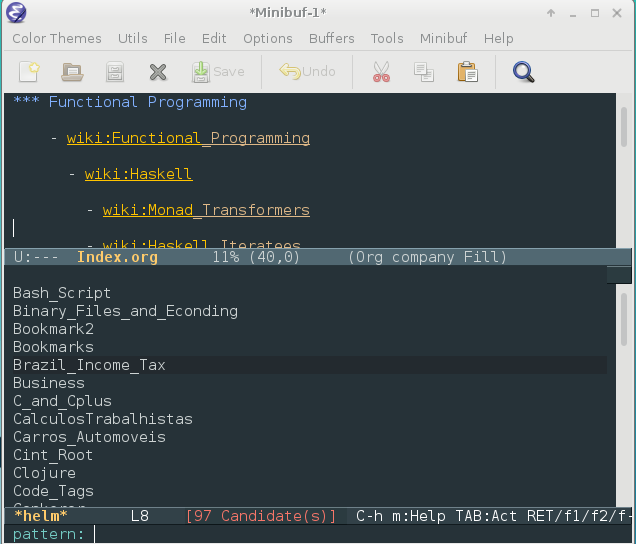 *Minibuf-1*
Color Themes Utils File Edit Options Buffers Tools Minibuf Help
Save Undo
*** Functional Programming
- wiki:Functional_Programming
- wiki:Haskell
- wiki:Monad_Transformers
- wiki:Haskell_Iteratees
U:--- Index.org 11% (40,0) (Org company Fill)
Bash_Script
Binary_Files_and_Econding
Bookmark2
Bookmarks
Brazil_Income_Tax
Business
C_and_Cplus
CalculosTrabalhistas
Carros_Automoveis
Cint_Root
Clojure
Code_Tags
*helm* L8 [97 Candidate(s)] C-h m:Help TAB:Act RET/f1/f2/f-
pattern: